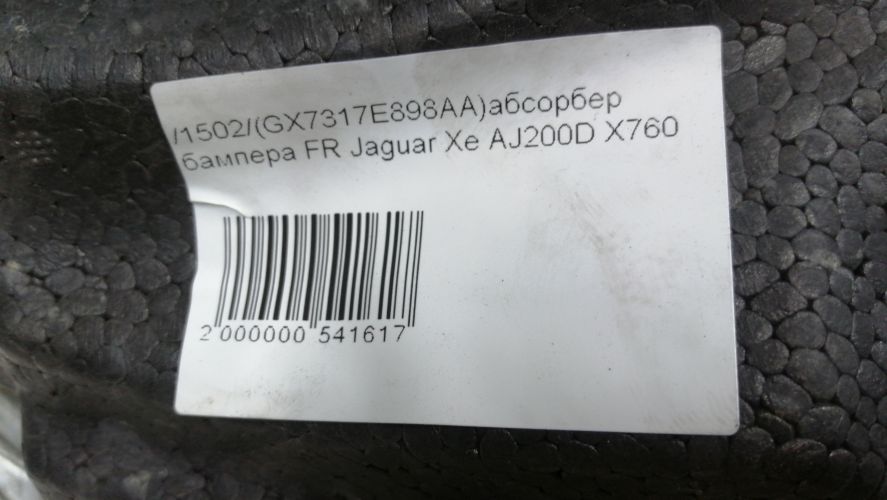 /1502/(GX7317E898AA)абсорбер
бампера FR Jaguar Xe AJ200D X760
2 000000 541617